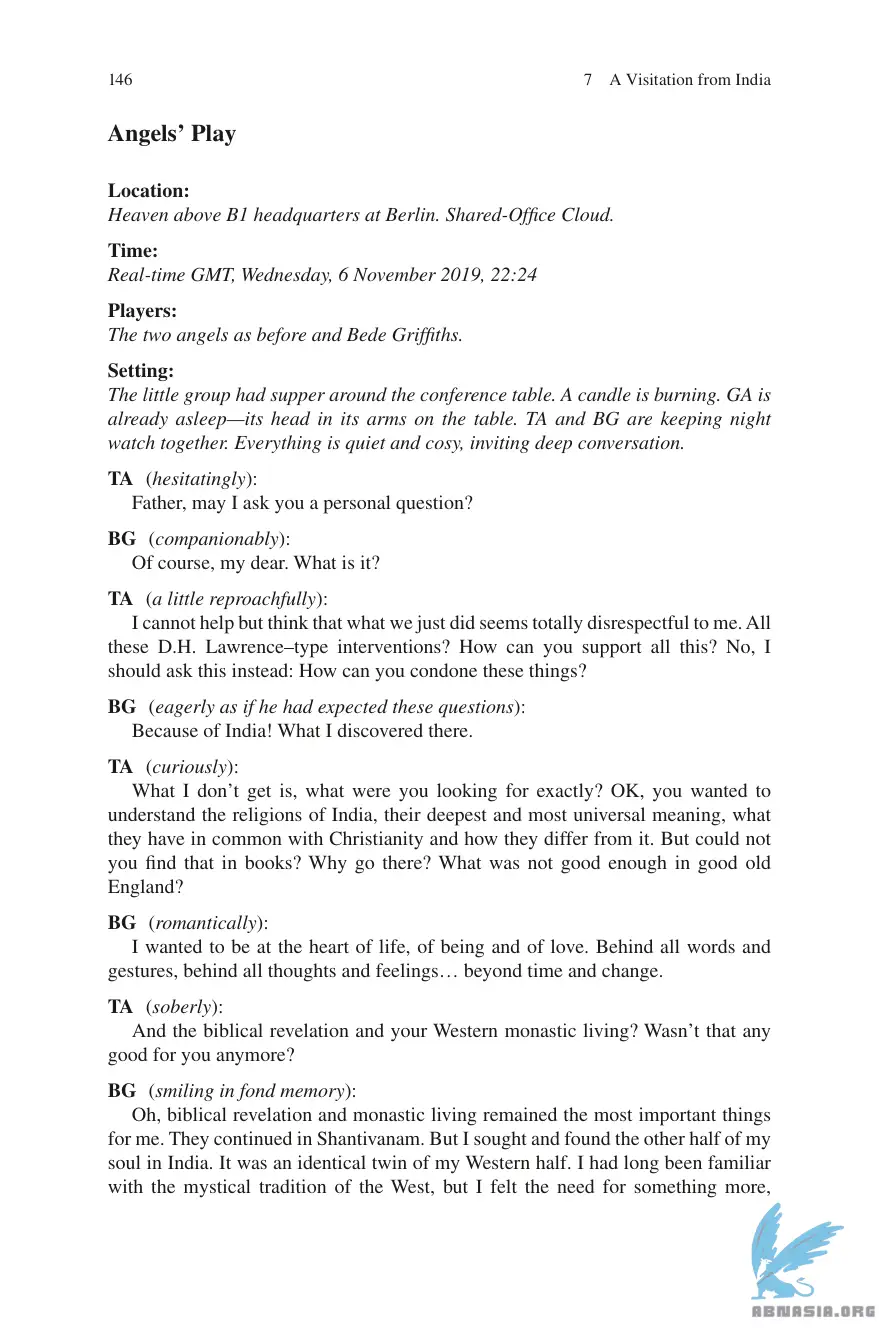 146
7 A Visitation from India
Angels’ Play
Location:
Heaven above B1 headquarters at Berlin. Shared-Office Cloud.
Time:
Real-time GMT, Wednesday, 6 November 2019, 22:24
Players:
The two angels as before and Bede Griffiths.
Setting:
The little group had supper around the conference table. A candle is burning. GA is
already asleep—its head in its arms on the table. TA and BG are keeping night
watch together. Everything is quiet and cosy, inviting deep conversation.
TA (hesitatingly):
Father, may I ask you a personal question?
BG (companionably):
Of course, my dear. What is it?
TA (a little reproachfully):
I cannot help but think that what we just did seems totally disrespectful to me. All
these D.H. Lawrence–type interventions? How can you support all this? No, I
should ask this instead: How can you condone these things?
BG (eagerly as if he had expected these questions):
Because of India! What I discovered there.
TA (curiously):
What I don’t get is, what were you looking for exactly? OK, you wanted to
understand the religions of India, their deepest and most universal meaning, what
they have in common with Christianity and how they differ from it. But could not
you find that in books? Why go there? What was not good enough in good old
England?
BG (romantically):
I wanted to be at the heart of life, of being and of love. Behind all words and
gestures, behind all thoughts and feelings… beyond time and change.
TA (soberly):
And the biblical revelation and your Western monastic living? Wasn’t that any
good for you anymore?
BG (smiling in fond memory):
Oh, biblical revelation and monastic living remained the most important things
for me. They continued in Shantivanam. But I sought and found the other half of my
soul in India. It was an identical twin of my Western half. I had long been familiar
with the mystical tradition of the West, but I felt the need for something more,
ABNASIA.ORG